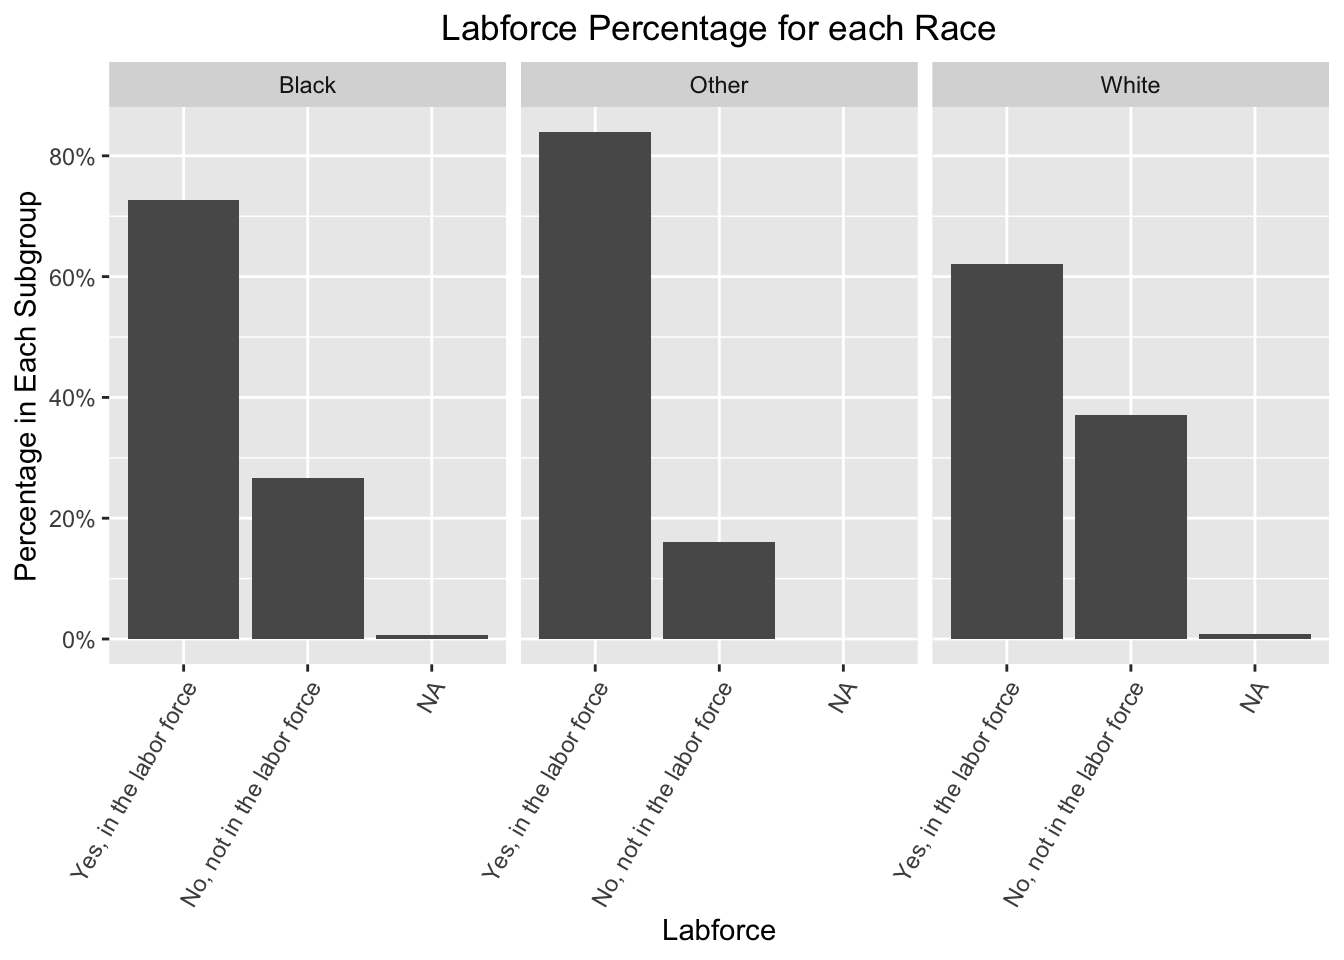 Labforce Percentage for each Race
Black
Other
White
Percentage in Each Subgroup
80%
60%
40%
20%
0%
Yes, in the labor force
No, not in the labor force
NA
Yes, in the labor force
No, not in the labor force
NA
Yes, in the labor force
No, not in the labor force
NA
Labforce